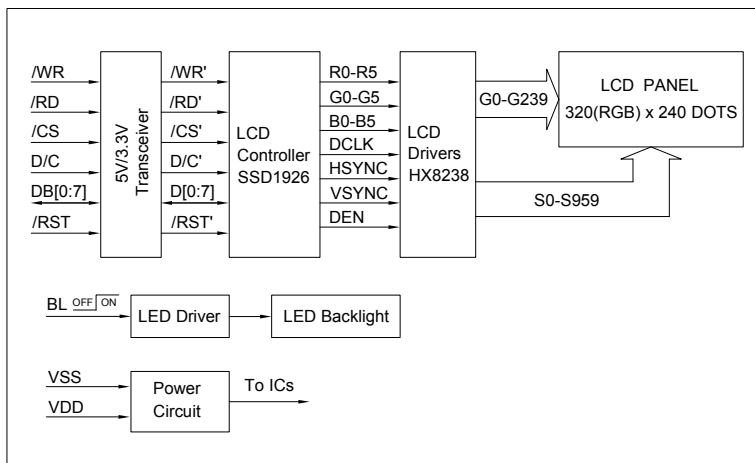 /WR
/RD
/CS
D/C
DB[0:7]
/RST
5V/3.3V
Transceiver
/WR'
/RD'
/CS'
D/C'
D[0:7]
/RST'
LCD
Controller
SSD1926
R0-R5
G0-G5
B0-B5
DCLK
HSYNC
VSYNC
DEN
LCD
Drivers
HX8238
G0-G239
S0-S959
LCD PANEL
320(RGB) x 240 DOTS
BL OFF ON
LED Driver
LED Backlight
VSS
VDD
Power
Circuit
To ICs